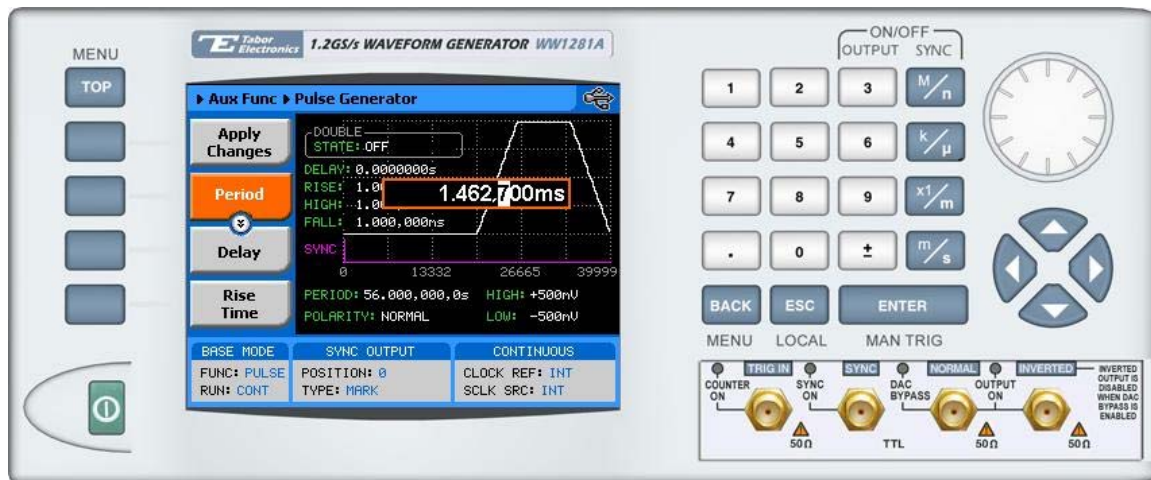 MENU
TOP
Tabor Electronics
1.2GS/s WAVEFORM GENERATOR WW1281A
Aux Func Pulse Generator
Apply Changes
Period
Delay
Rise Time
DOUBLE
STATE: OFF
DELAY: 0.0000000s
RISE: 1.0
HIGH: 1.0
1.462,700ms
FALL: 1.000,000ms
SYNC
0 13332 26665 39999
PERIOD: 56.000,000,0s HIGH: +500mV
POLARITY: NORMAL LOW: -500mV
BASE MODE SYNC OUTPUT CONTINUOUS
FUNC: PULSE POSITION: 0 CLOCK REF: INT
RUN: CONT TYPE: MARK SCLK SRC: INT
ON/OFF
OUTPUT SYNC
1 2 3 M/n
4 5 6 k/μ
7 8 9 x1/m
. 0 ± m/s
BACK ESC ENTER
MENU LOCAL MAN TRIG
TRIG IN SYNC NORMAL INVERTED
COUNTER ON
SYNC ON
DAC BYPASS
OUTPUT ON
INVERTED OUTPUT IS DISABLED WHEN DAC BYPASS IS ENABLED
50Ω TTL 50Ω 50Ω